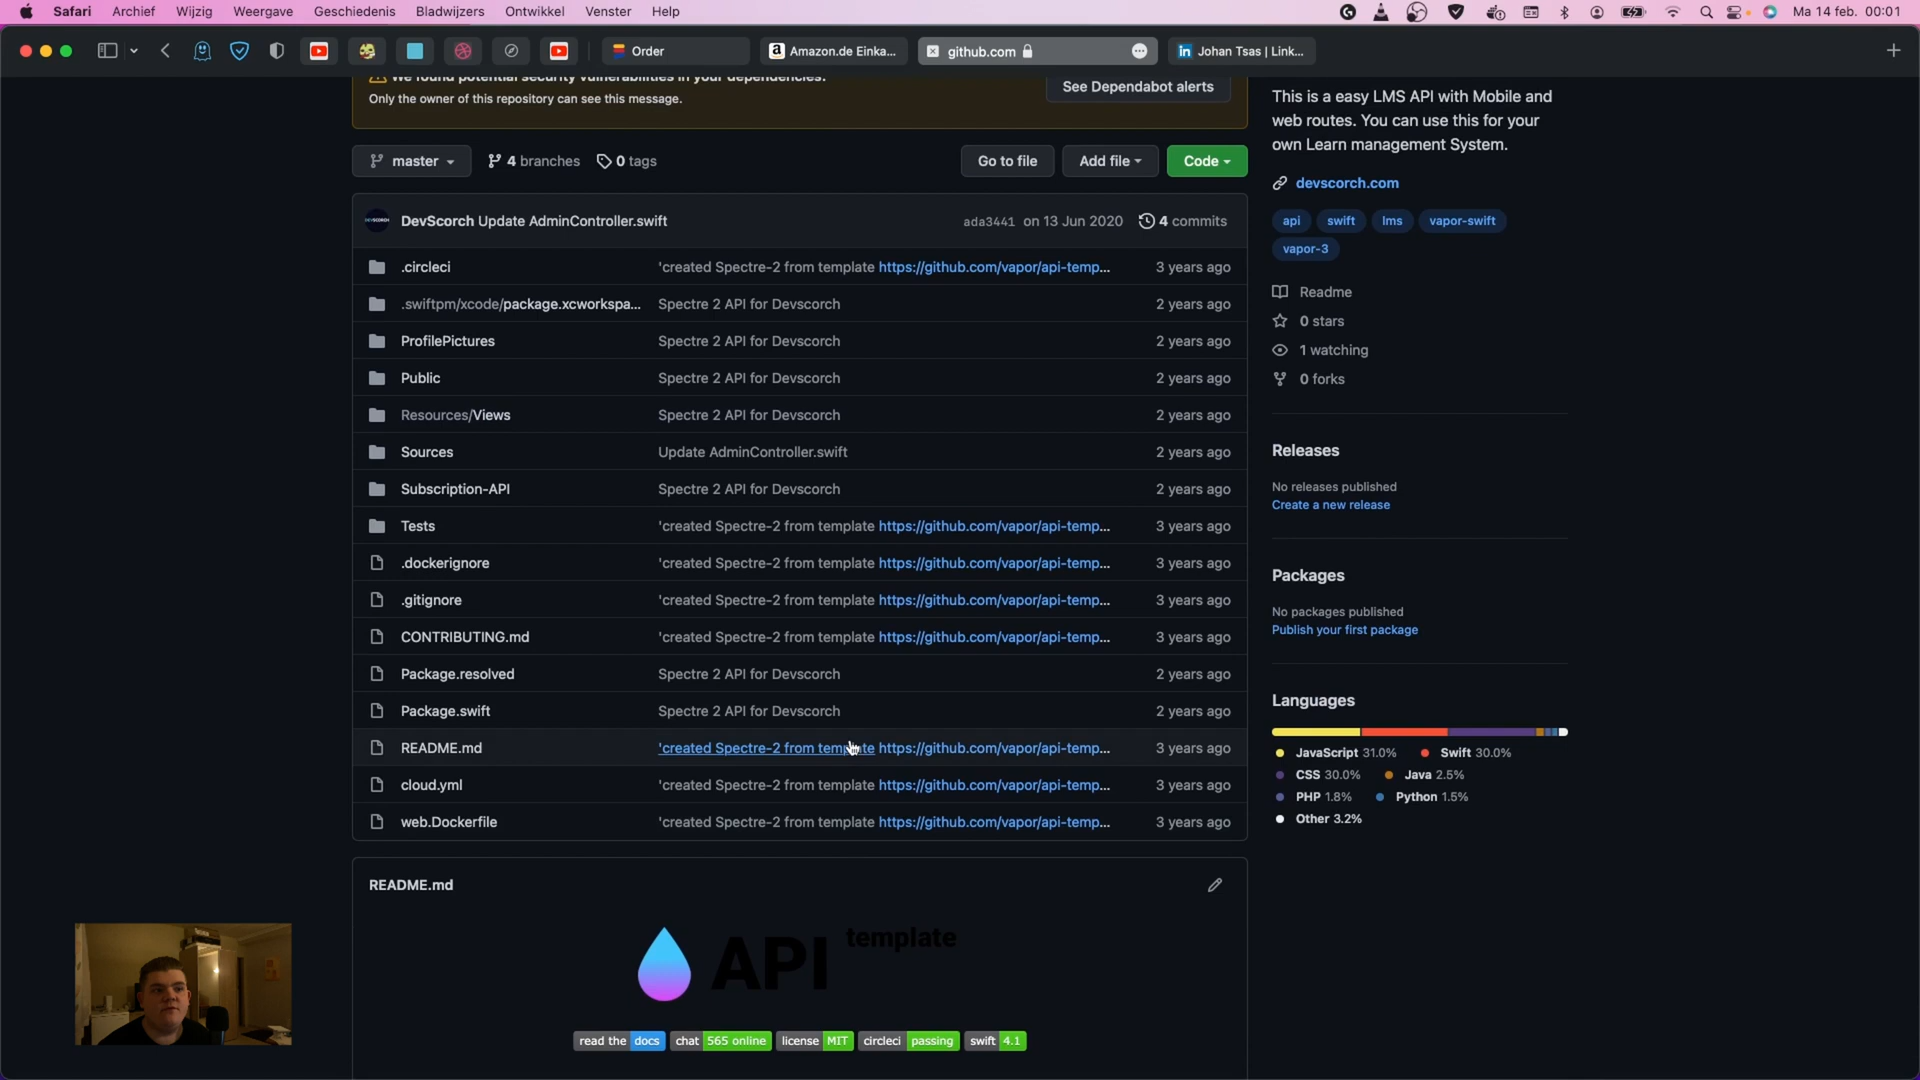 Safari Archief Wijzig Weergave Geschiedenis Bladwijzers Ontwikkel Venster Help Ma 14 feb. 00:01
Order Amazon.de Einka... github.com Johan Tsas | Link...
We found potential security vulnerabilities in your dependencies.
Only the owner of this repository can see this message.
See Dependabot alerts
master 4 branches 0 tags Go to file Add file Code
DevScorch Update AdminController.swift ada3441 on 13 Jun 2020 4 commits
.circleci 'created Spectre-2 from template https://github.com/vapor/api-temp... 3 years ago
.swiftpm/xcode/package.xcworkspa... Spectre 2 API for Devscorch 2 years ago
ProfilePictures Spectre 2 API for Devscorch 2 years ago
Public Spectre 2 API for Devscorch 2 years ago
Resources/Views Spectre 2 API for Devscorch 2 years ago
Sources Update AdminController.swift 2 years ago
Subscription-API Spectre 2 API for Devscorch 2 years ago
Tests 'created Spectre-2 from template https://github.com/vapor/api-temp... 3 years ago
.dockerignore 'created Spectre-2 from template https://github.com/vapor/api-temp... 3 years ago
.gitignore 'created Spectre-2 from template https://github.com/vapor/api-temp... 3 years ago
CONTRIBUTING.md 'created Spectre-2 from template https://github.com/vapor/api-temp... 3 years ago
Package.resolved Spectre 2 API for Devscorch 2 years ago
Package.swift Spectre 2 API for Devscorch 2 years ago
README.md 'created Spectre-2 from template https://github.com/vapor/api-temp... 3 years ago
cloud.yml 'created Spectre-2 from template https://github.com/vapor/api-temp... 3 years ago
web.Dockerfile 'created Spectre-2 from template https://github.com/vapor/api-temp... 3 years ago
README.md
API template
read the docs chat 565 online license MIT circleci passing swift 4.1
This is a easy LMS API with Mobile and
web routes. You can use this for your
own Learn management System.
devscorch.com
api swift lms vapor-swift
vapor-3
Readme
0 stars
1 watching
0 forks
Releases
No releases published
Create a new release
Packages
No packages published
Publish your first package
Languages
JavaScript 31.0% Swift 30.0%
CSS 30.0% Java 2.5%
PHP 1.8% Python 1.5%
Other 3.2%